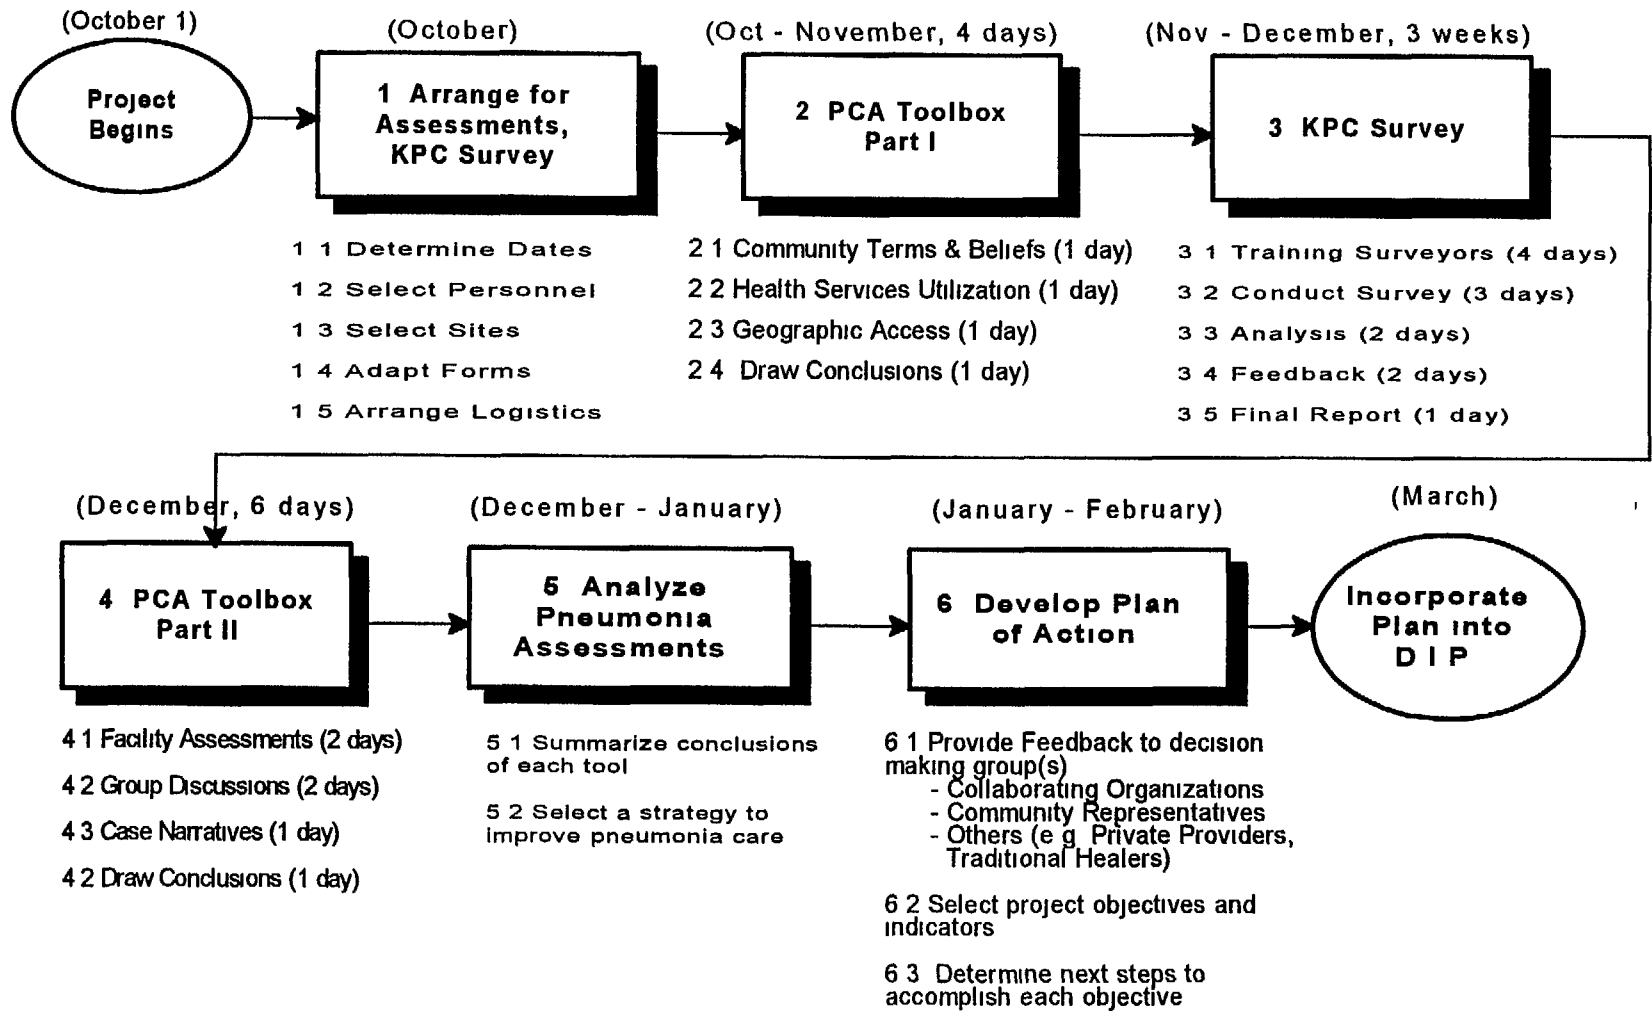 (October 1)
Project
Begins
(October)
1 Arrange for
Assessments,
KPC Survey
1 1 Determine Dates
1 2 Select Personnel
1 3 Select Sites
1 4 Adapt Forms
1 5 Arrange Logistics
(Oct - November, 4 days)
2 PCA Toolbox
Part I
2 1 Community Terms & Beliefs (1 day)
2 2 Health Services Utilization (1 day)
2 3 Geographic Access (1 day)
2 4 Draw Conclusions (1 day)
(Nov - December, 3 weeks)
3 KPC Survey
3 1 Training Surveyors (4 days)
3 2 Conduct Survey (3 days)
3 3 Analysis (2 days)
3 4 Feedback (2 days)
3 5 Final Report (1 day)
(December, 6 days)
4 PCA Toolbox
Part II
4 1 Facility Assessments (2 days)
4 2 Group Discussions (2 days)
4 3 Case Narratives (1 day)
4 2 Draw Conclusions (1 day)
(December - January)
5 Analyze
Pneumonia
Assessments
5 1 Summarize conclusions
of each tool
5 2 Select a strategy to
improve pneumonia care
(January - February)
6 Develop Plan
of Action
6 1 Provide Feedback to decision
making group(s)
- Collaborating Organizations
- Community Representatives
- Others (e g Private Providers,
Traditional Healers)
6 2 Select project objectives and
indicators
6 3 Determine next steps to
accomplish each objective
(March)
Incorporate
Plan into
D I P